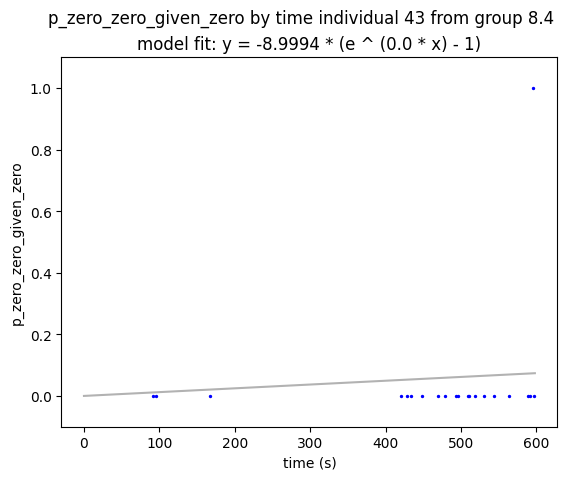 p_zero_zero_given_zero by time individual 43 from group 8.4
model fit: y = -8.9994 * (e ^ (0.0 * x) - 1)
1.0
0.8
0.6
0.4
0.2
0.0
p_zero_zero_given_zero
0 100 200 300 400 500 600
time (s)